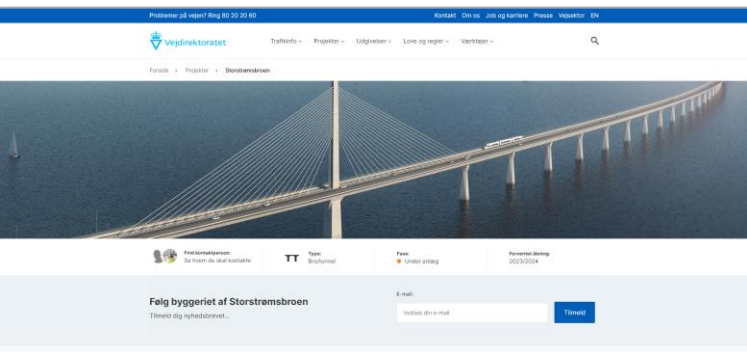 Problemer på vejen? Ring 80 20 20 60
Kontakt Om os Job og karriere Presse Vejsektor EN
Vejdirektoratet
Trafikinfo Projekter Udgivelser Love og regler Værktøjer
Forside › Projekter › Storstrømsbroen
Find kontaktperson:
Se hvem du skal kontakte
Type:
Bro/tunnel
Fase:
Under anlæg
Forventet åbning:
2023/2024
Følg byggeriet af Storstrømsbroen
Tilmeld dig nyhedsbrevet...
E-mail:
Indtast din e-mail
Tilmeld